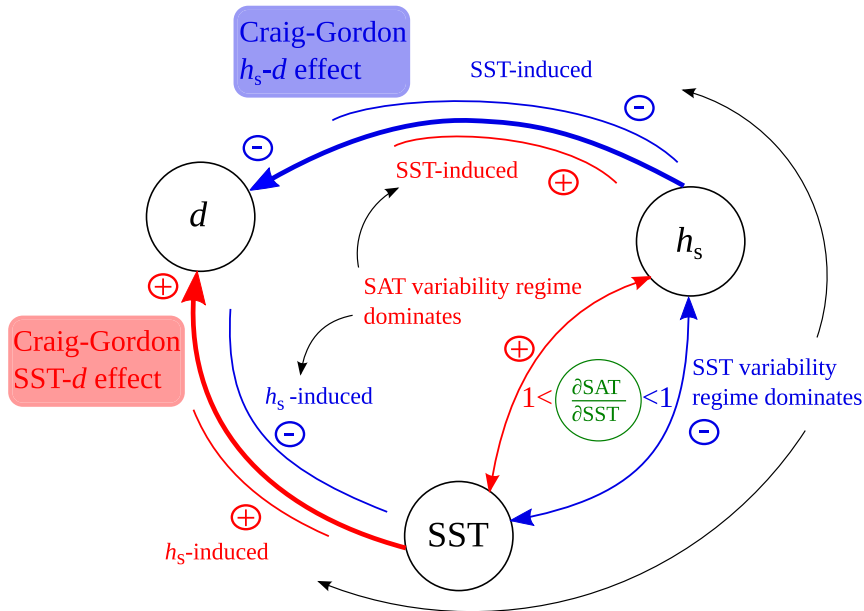 Craig-Gordon
hₛ-d effect
SST-induced
-
-
SST-induced
+
d
hₛ
+
SAT variability regime
dominates
Craig-Gordon
SST-d effect
+
1< ∂SAT/∂SST <1
SST variability
regime dominates
hₛ -induced
-
-
+
hₛ-induced
SST